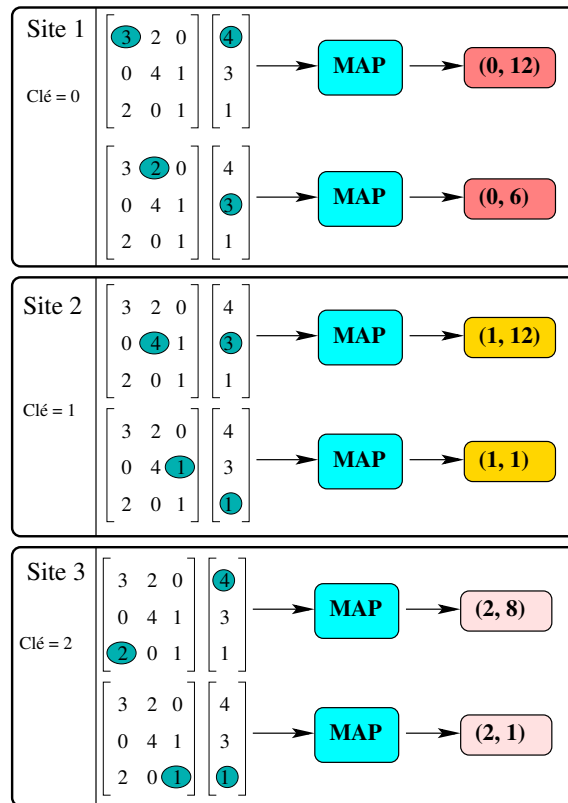 Site 1
Clé = 0
3 2 0 4
0 4 1 3
2 0 1 1
MAP
(0, 12)
3 2 0 4
0 4 1 3
2 0 1 1
MAP
(0, 6)
Site 2
Clé = 1
3 2 0 4
0 4 1 3
2 0 1 1
MAP
(1, 12)
3 2 0 4
0 4 1 3
2 0 1 1
MAP
(1, 1)
Site 3
Clé = 2
3 2 0 4
0 4 1 3
2 0 1 1
MAP
(2, 8)
3 2 0 4
0 4 1 3
2 0 1 1
MAP
(2, 1)